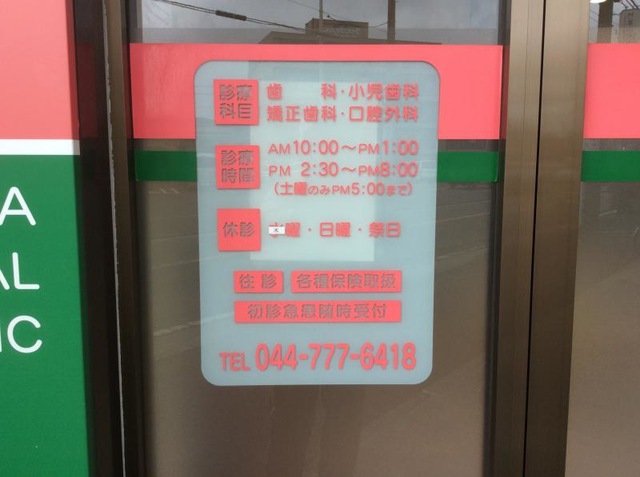 診療科目
歯　科・小児歯科
矯正歯科・口腔外科
診療時間
AM10:00～PM1:00
PM 2:30～PM8:00
(土曜のみPM5:00まで)
休診
曜・日曜・祭日
往診 各種保険取扱
初診急患随時受付
TEL 044-777-6418
A
AL
IC